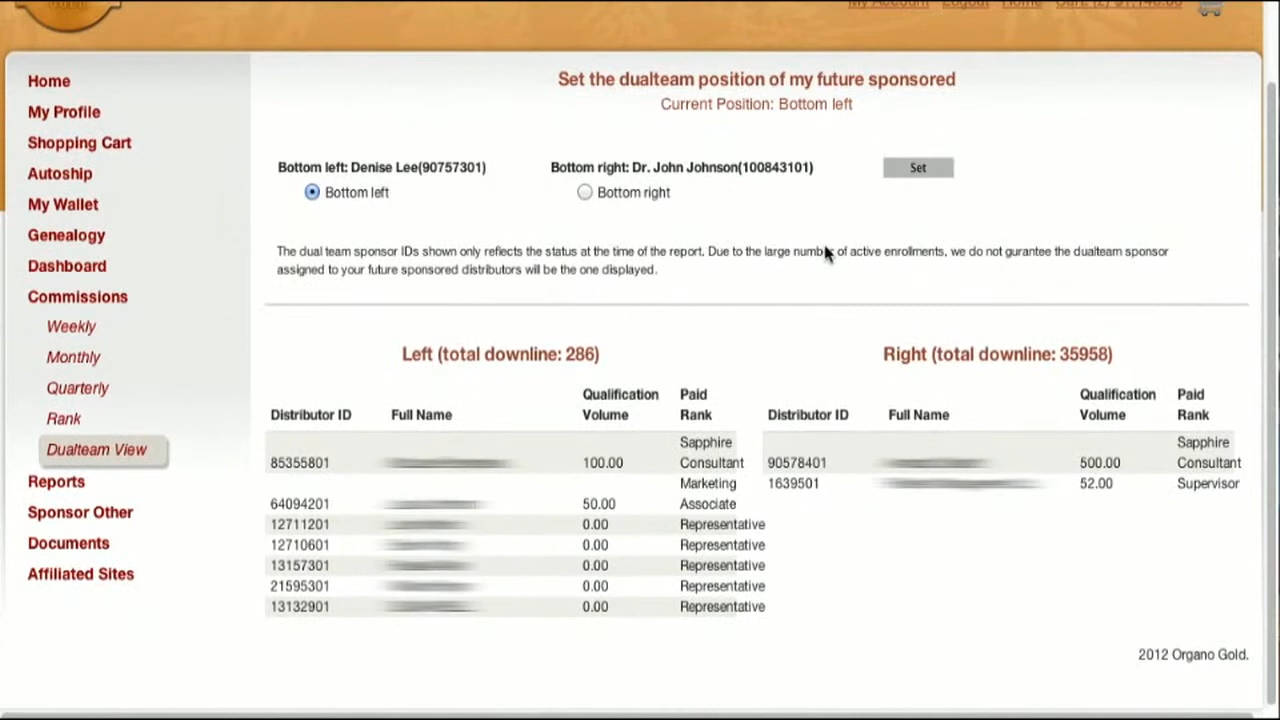 My Account Logout Home Cart
Home
My Profile
Shopping Cart
Autoship
My Wallet
Genealogy
Dashboard
Commissions
Weekly
Monthly
Quarterly
Rank
Dualteam View
Reports
Sponsor Other
Documents
Affiliated Sites
Set the dualteam position of my future sponsored
Current Position: Bottom left
Bottom left: Denise Lee(90757301) Bottom right: Dr. John Johnson(100843101) Set
Bottom left Bottom right
The dual team sponsor IDs shown only reflects the status at the time of the report. Due to the large number of active enrollments, we do not gurantee the dualteam sponsor
assigned to your future sponsored distributors will be the one displayed.
Left (total downline: 286)
Distributor ID Full Name Qualification Volume Paid Rank
85355801 100.00 Sapphire Consultant
64094201 50.00 Marketing Associate
12711201 0.00 Representative
12710601 0.00 Representative
13157301 0.00 Representative
21595301 0.00 Representative
13132901 0.00 Representative
Right (total downline: 35958)
Distributor ID Full Name Qualification Volume Paid Rank
90578401 500.00 Sapphire Consultant
1639501 52.00 Supervisor
2012 Organo Gold.